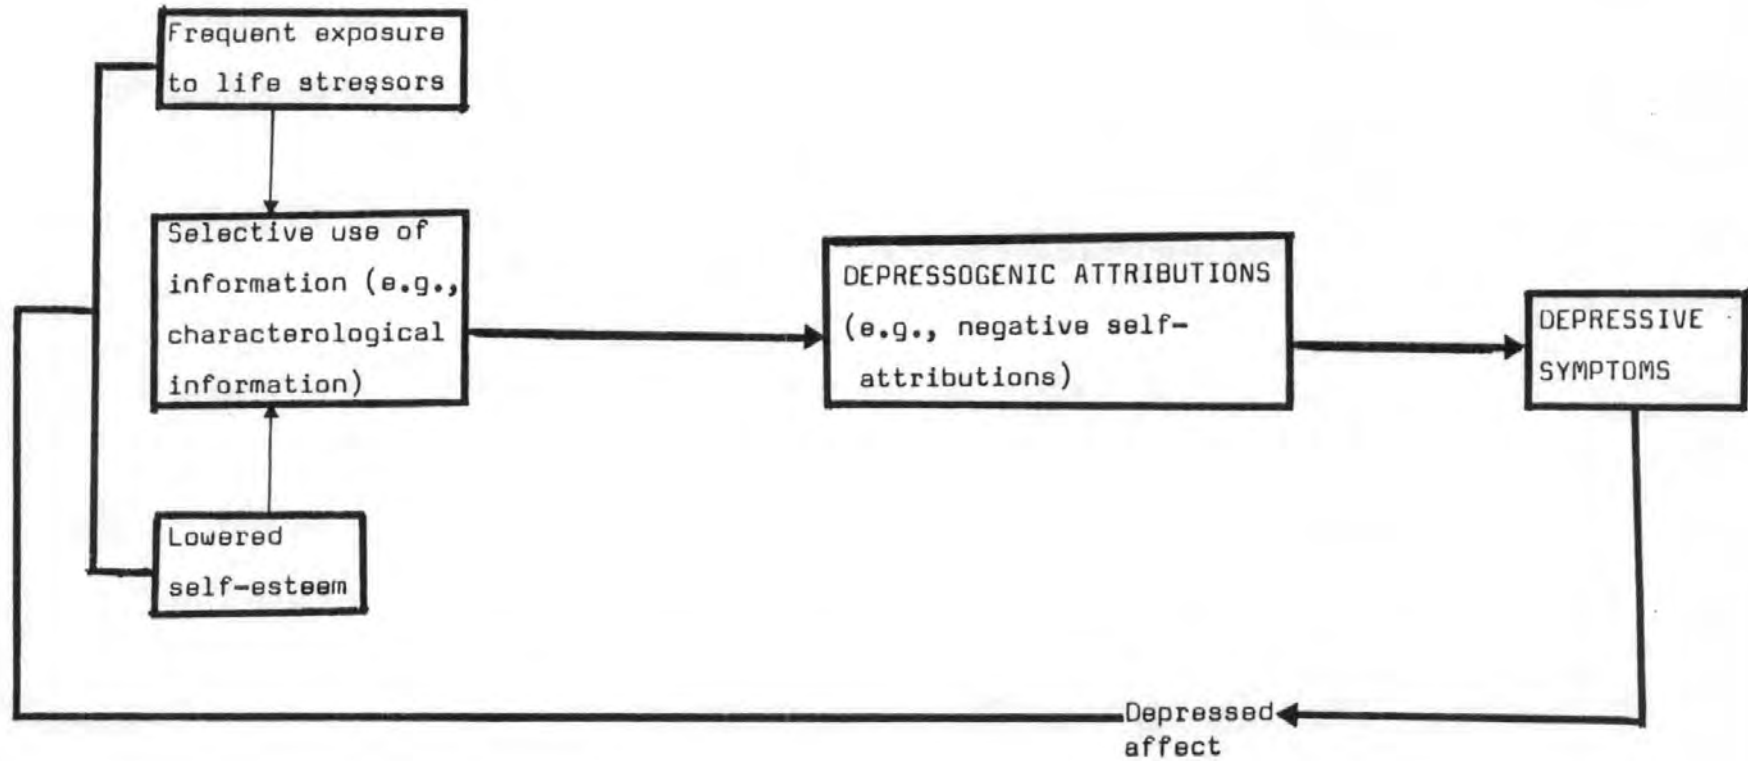 Frequent exposure
to life stressors
Selective use of
information (e.g.,
characterological
information)
DEPRESSOGENIC ATTRIBUTIONS
(e.g., negative self-
attributions)
DEPRESSIVE
SYMPTOMS
Lowered
self-esteem
Depressed
affect